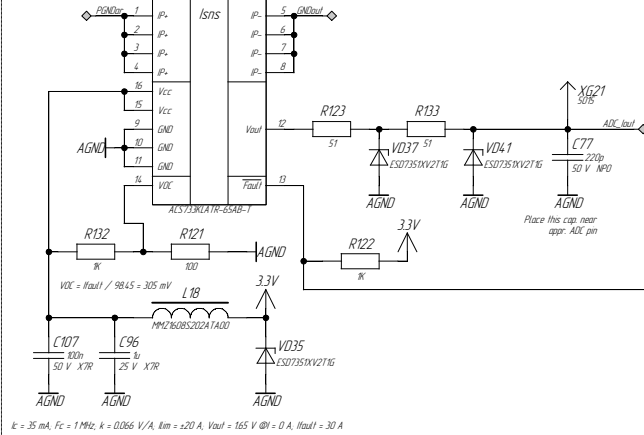 PGNDar 1 IP+ Isns IP- 5 GNDout
2 IP+ IP- 6
3 IP+ IP- 7
4 IP+ IP- 8
16 Vcc
15 Vcc
9 GND
AGND 10 GND
11 GND
14 VOC
Vout 12
Fault 13
ACS733KLATR-65AB-T
R123
51
R133
51
VD37
ESD7351XV2T1G
AGND
VD41
ESD7351XV2T1G
AGND
XG21
5015
ADC_Iout
C77
220p
50 V NP0
AGND
Place this cap. near
appr. ADC pin
R132
1K
R121
100
AGND
3.3V
R122
1K
VOC = Ifault / 98.45 = 305 mV
L18
MMZ1608S202ATA00
3.3V
C107
100n
50 V X7R
AGND
C96
1u
25 V X7R
AGND
VD35
ESD7351XV2T1G
AGND
Ic = 35 mA, Fc = 1 MHz, k = 0.066 V/A, Ilim = ±20 A, Vout = 1.65 V @I = 0 A, Ifault = 30 A